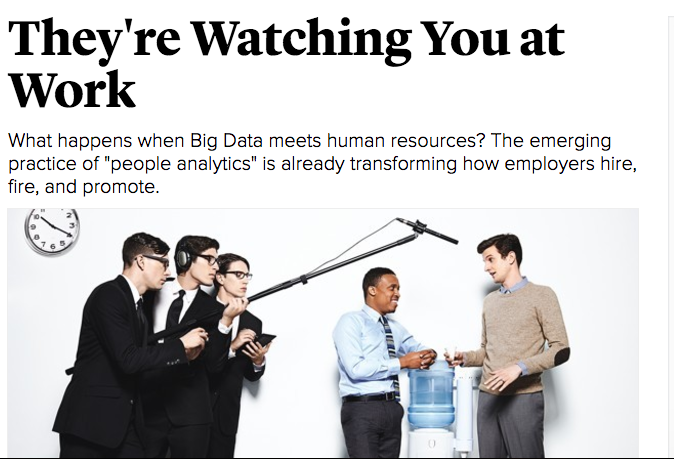 They're Watching You at
Work
What happens when Big Data meets human resources? The emerging
practice of "people analytics" is already transforming how employers hire,
fire, and promote.